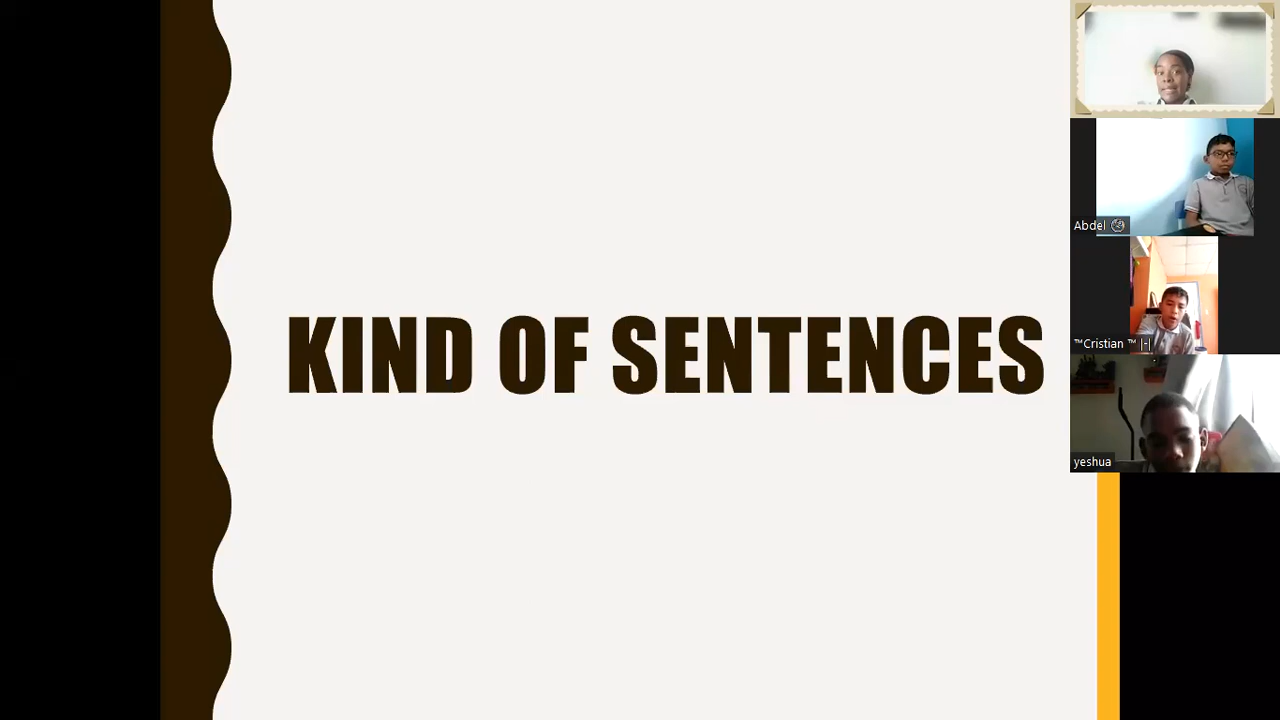 KIND OF SENTENCES
Abdel
™Cristian ™ |-|
yeshua